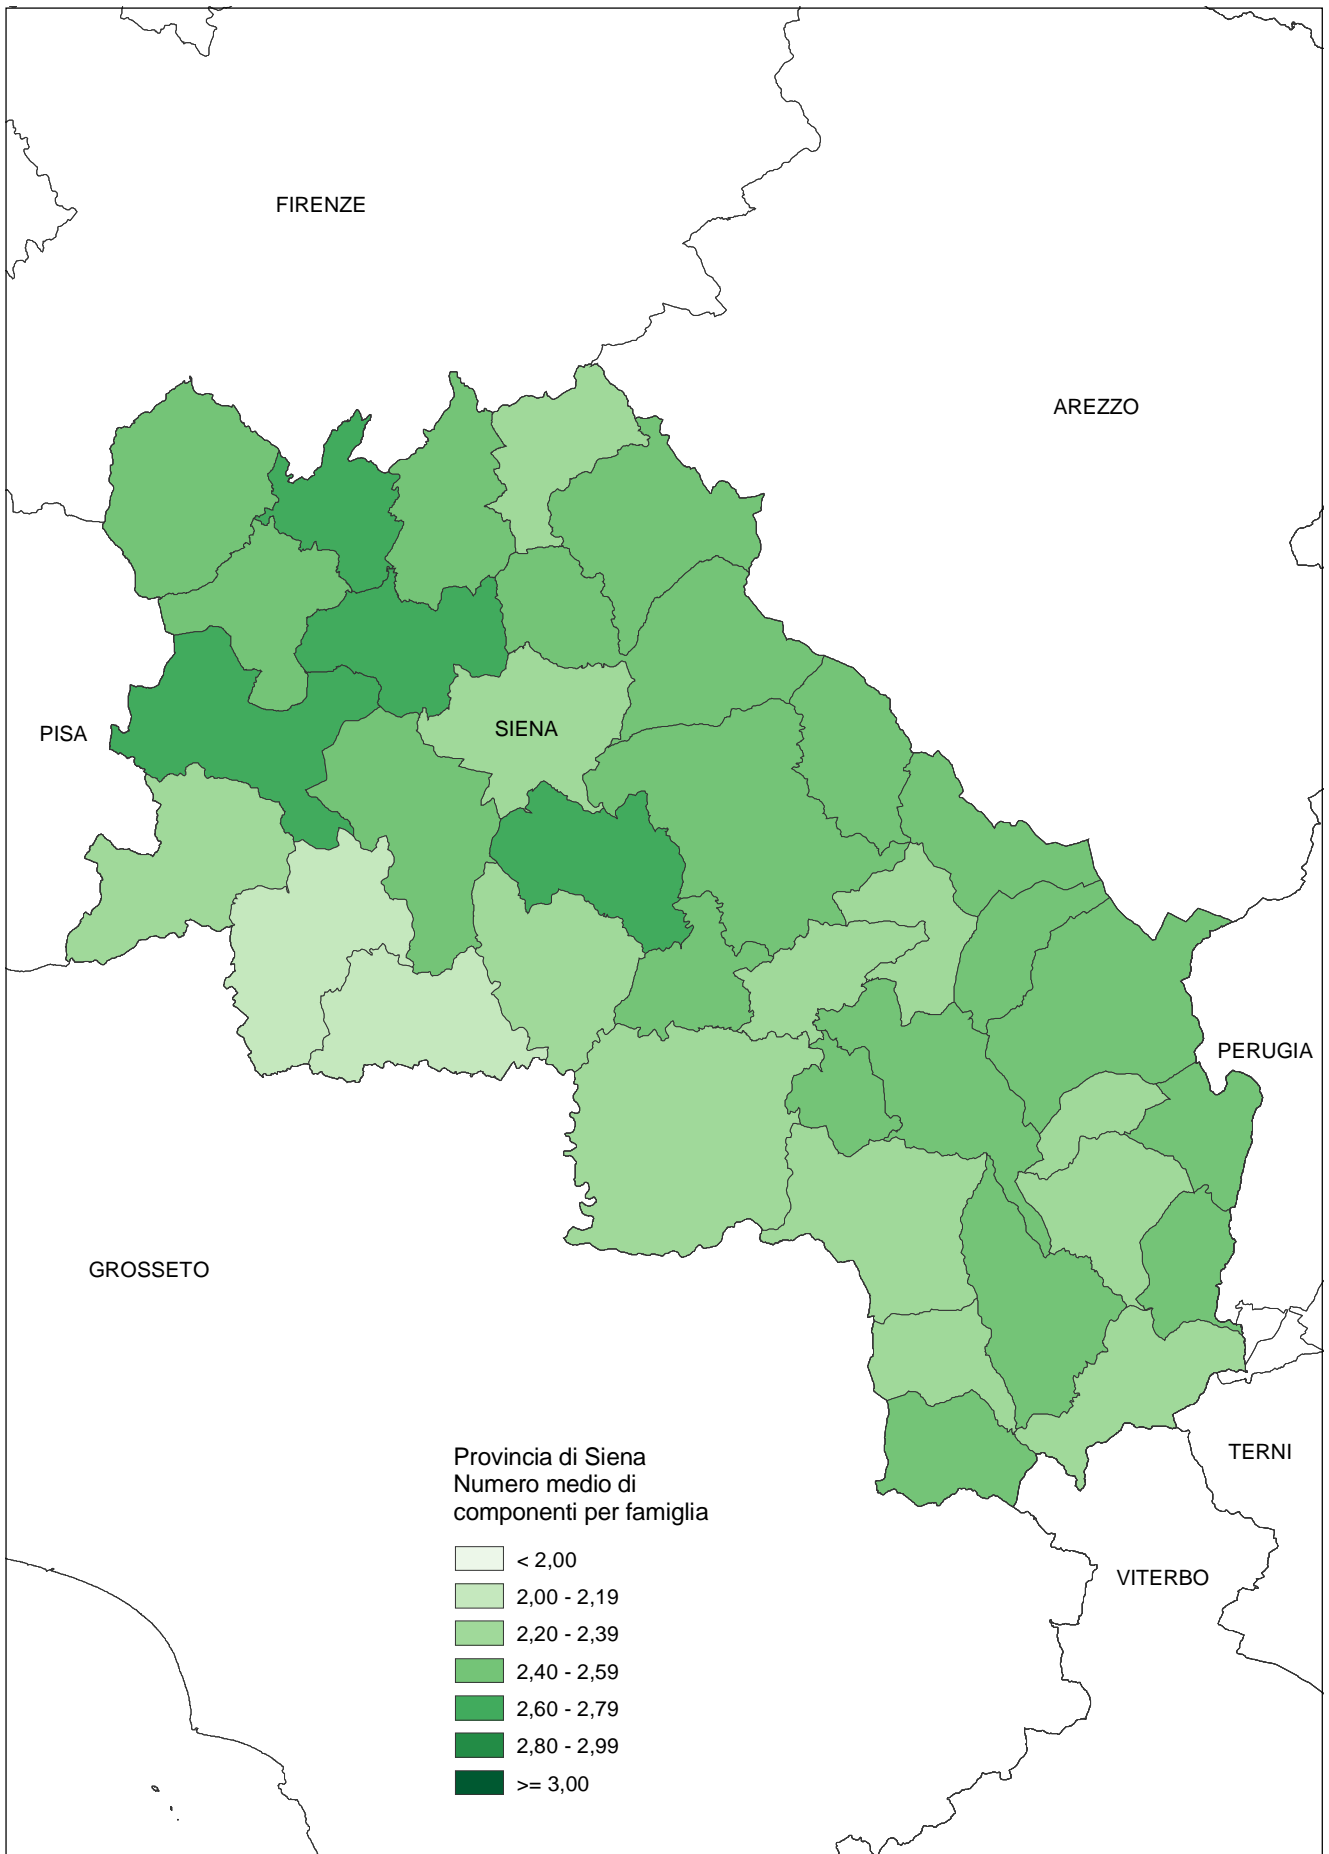 FIRENZE
AREZZO
PISA
SIENA
PERUGIA
GROSSETO
TERNI
VITERBO
Provincia di Siena
Numero medio di
componenti per famiglia
< 2,00
2,00 - 2,19
2,20 - 2,39
2,40 - 2,59
2,60 - 2,79
2,80 - 2,99
>= 3,00